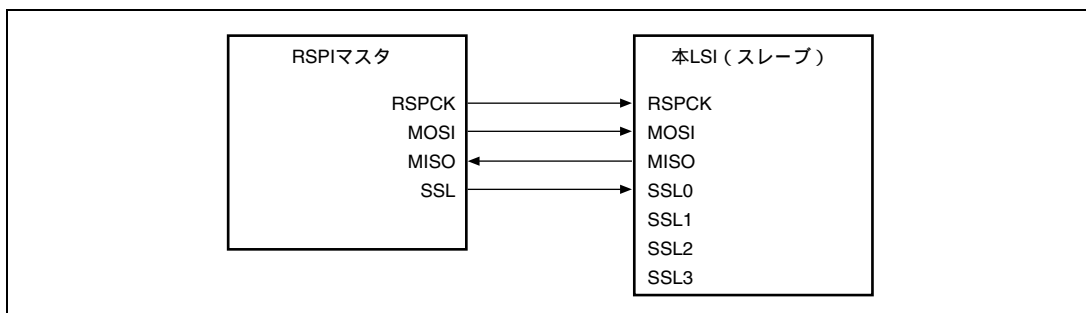 RSPIマスタ
RSPCK
MOSI
MISO
SSL
本LSI(スレーブ)
RSPCK
MOSI
MISO
SSL0
SSL1
SSL2
SSL3